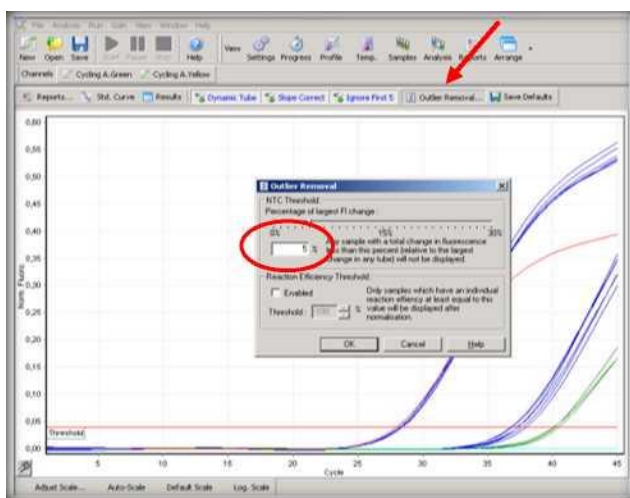 File Analysis Run Gain View Window Help
New Open Save Start Pause Stop Help View Settings Progress Profile Temp. Samples Analysis Reports Arrange
Channels Cycling A.Green Cycling A.Yellow
Reports... Std. Curve Results Dynamic Tube Slope Correct Ignore First 5 Outlier Removal... Save Defaults
Outlier Removal
NTC Threshold:
Percentage of largest Fl change :
0% 15% 30%
5 %
Any sample with a total change in fluorescence
less than this percent (relative to the largest
change in any tube) will not be displayed.
Reaction Efficiency Threshold:
Enabled
Threshold : %
Only samples which have an individual
reaction effiency at least equal to this
value will be displayed after
normalisation.
OK Cancel Help
Norm. Fluoro.
0,60
0,55
0,50
0,45
0,40
0,35
0,30
0,25
0,20
0,15
0,10
0,05
0,00
Threshold
5 10 15 20 25 30 35 40 45
Cycle
Adjust Scale... Auto-Scale Default Scale Log. Scale